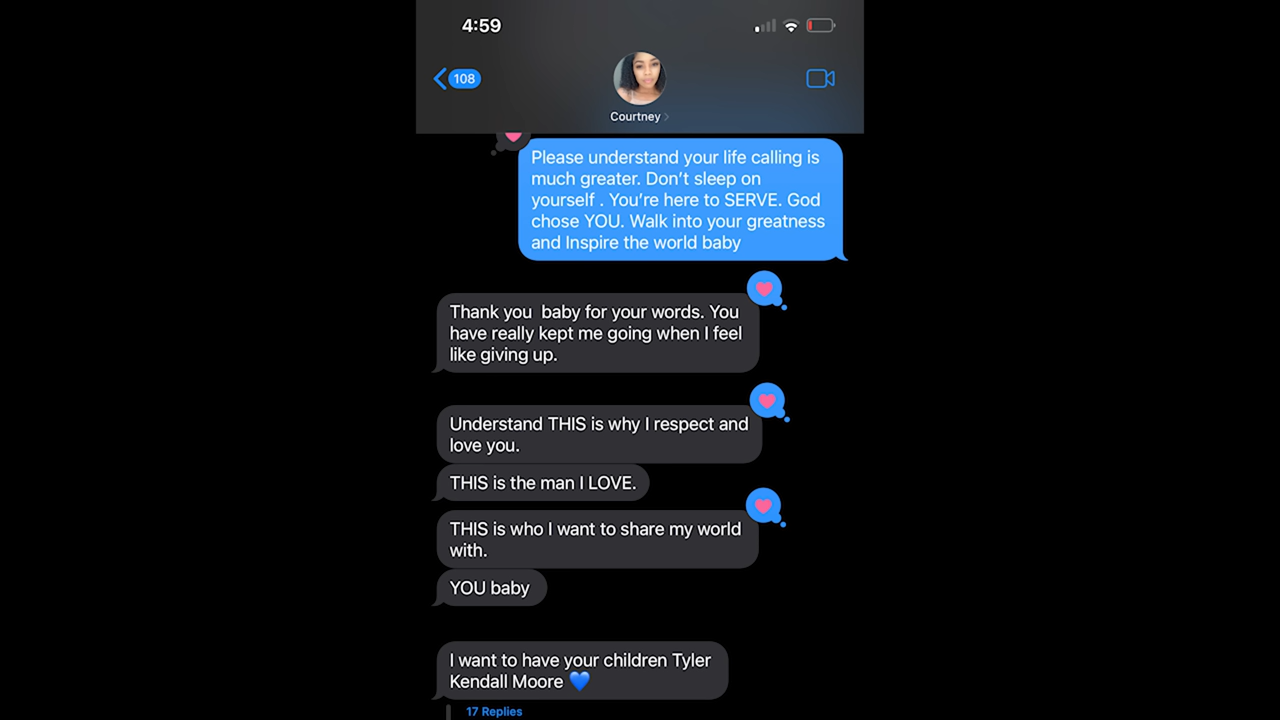 4:59
108
Courtney
Please understand your life calling is
much greater. Don't sleep on
yourself . You're here to SERVE. God
chose YOU. Walk into your greatness
and Inspire the world baby
Thank you  baby for your words. You
have really kept me going when I feel
like giving up.
Understand THIS is why I respect and
love you.
THIS is the man I LOVE.
THIS is who I want to share my world
with.
YOU baby
I want to have your children Tyler
Kendall Moore 💙
17 Replies